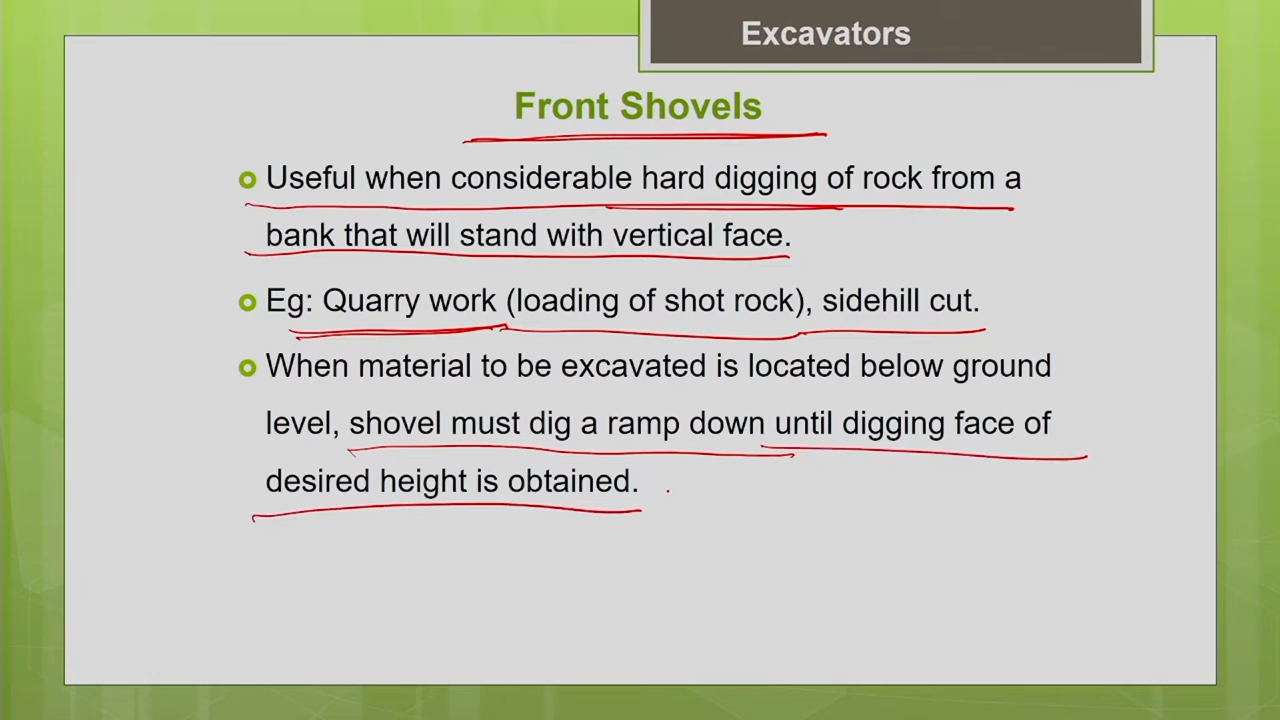 Excavators
Front Shovels
Useful when considerable hard digging of rock from a
bank that will stand with vertical face.
Eg: Quarry work (loading of shot rock), sidehill cut.
When material to be excavated is located below ground
level, shovel must dig a ramp down until digging face of
desired height is obtained.